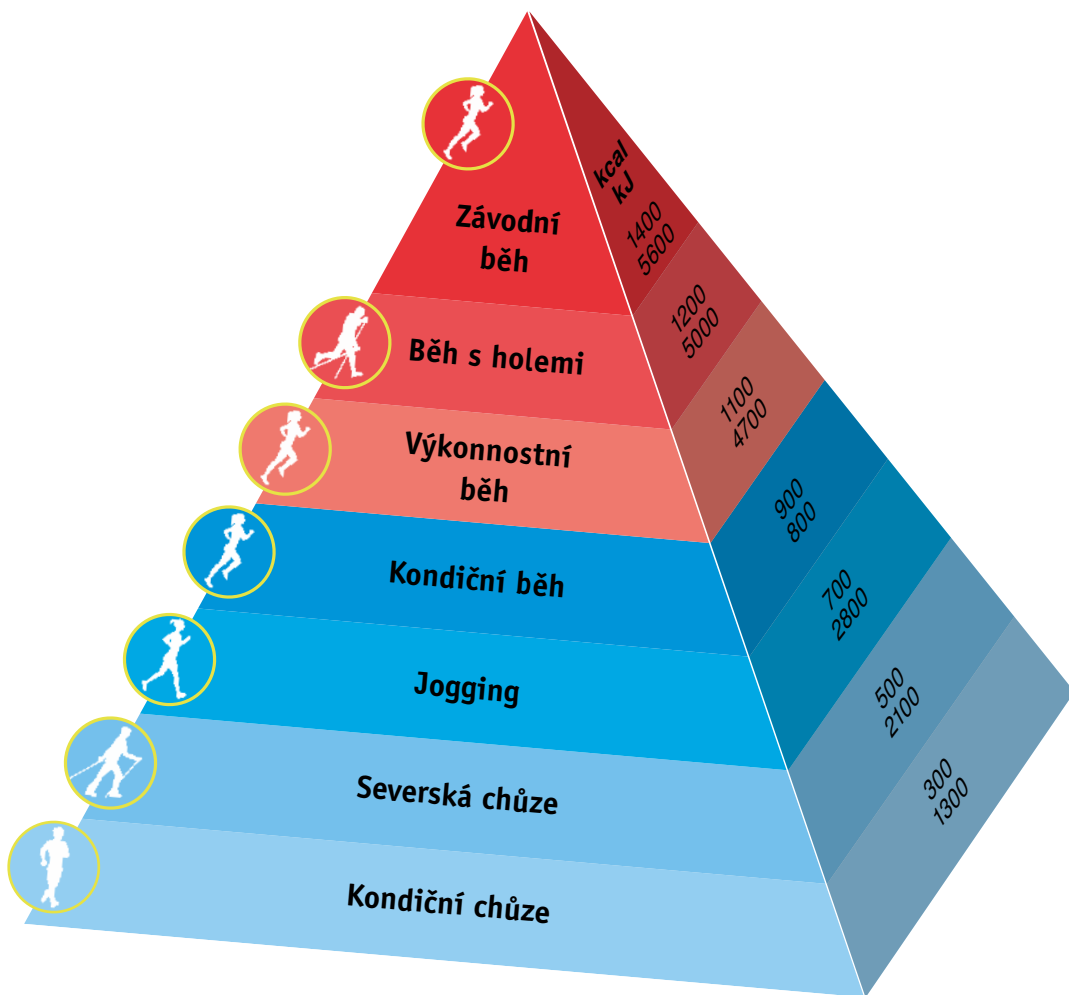 kcal
kJ
Závodní
běh
1400
5600
Běh s holemi
1200
5000
Výkonnostní
běh
1100
4700
Kondiční běh
900
800
Jogging
700
2800
Severská chůze
500
2100
Kondiční chůze
300
1300